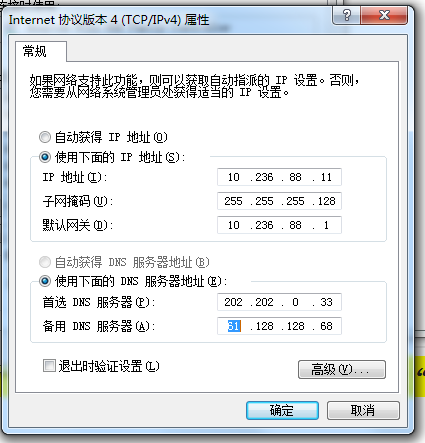 Internet 协议版本 4 (TCP/IPv4) 属性
常规
如果网络支持此功能，则可以获取自动指派的 IP 设置。否则，
您需要从网络系统管理员处获得适当的 IP 设置。
自动获得 IP 地址(O)
使用下面的 IP 地址(S):
IP 地址(I): 10 .236 .88 .11
子网掩码(U): 255 .255 .255 .128
默认网关(D): 10 .236 .88 .1
自动获得 DNS 服务器地址(B)
使用下面的 DNS 服务器地址(E):
首选 DNS 服务器(P): 202 .202 .0 .33
备用 DNS 服务器(A): 61 .128 .128 .68
退出时验证设置(L)
高级(V)...
确定 取消